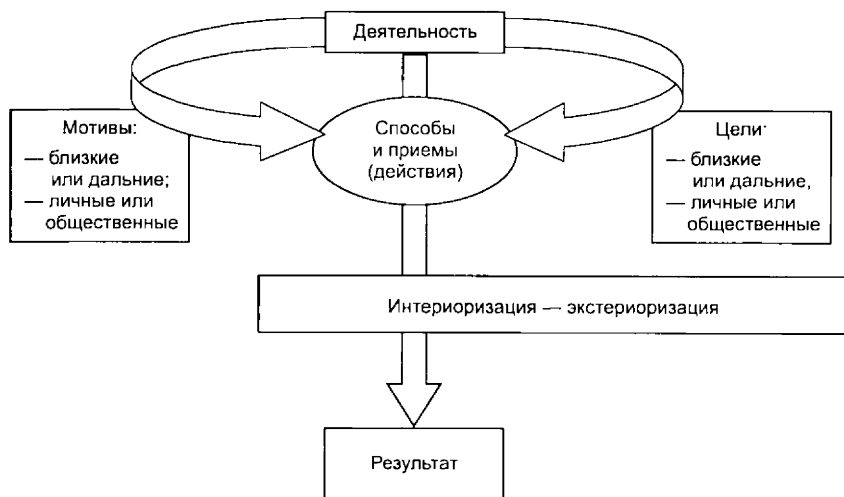 Деятельность
Мотивы:
— близкие
или дальние;
— личные или
общественные
Способы
и приемы
(действия)
Цели:
— близкие
или дальние,
— личные или
общественные
Интериоризация — экстериоризация
Результат